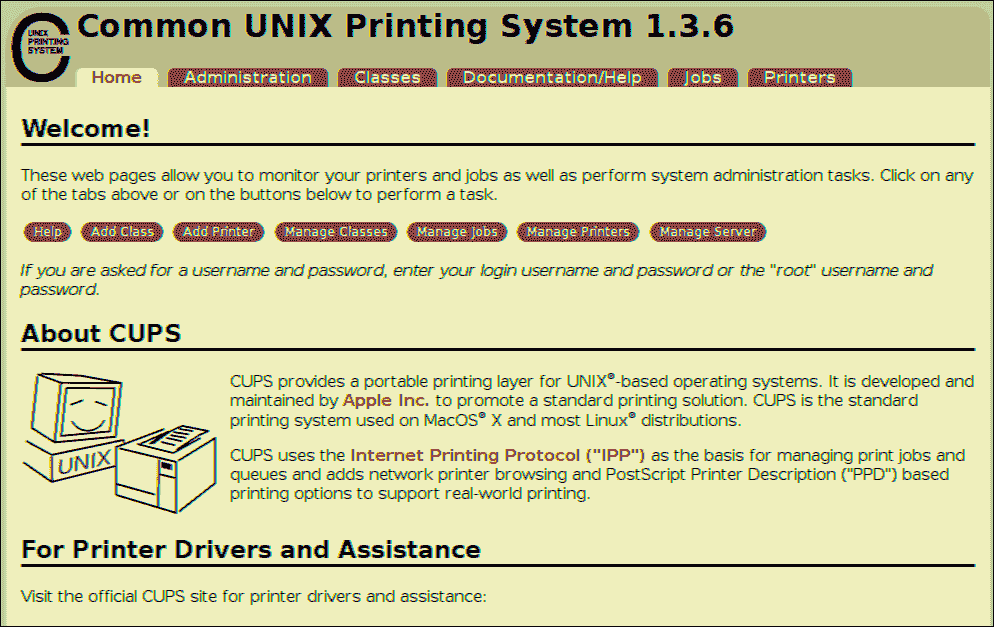 UNIX
PRINTING
SYSTEM
Common UNIX Printing System 1.3.6
Home Administration Classes Documentation/Help Jobs Printers
Welcome!
These web pages allow you to monitor your printers and jobs as well as perform system administration tasks. Click on any
of the tabs above or on the buttons below to perform a task.
Help Add Class Add Printer Manage Classes Manage Jobs Manage Printers Manage Server
If you are asked for a username and password, enter your login username and password or the "root" username and
password.
About CUPS
UNIX
CUPS provides a portable printing layer for UNIX®-based operating systems. It is developed and
maintained by Apple Inc. to promote a standard printing solution. CUPS is the standard
printing system used on MacOS® X and most Linux® distributions.
CUPS uses the Internet Printing Protocol ("IPP") as the basis for managing print jobs and
queues and adds network printer browsing and PostScript Printer Description ("PPD") based
printing options to support real-world printing.
For Printer Drivers and Assistance
Visit the official CUPS site for printer drivers and assistance: